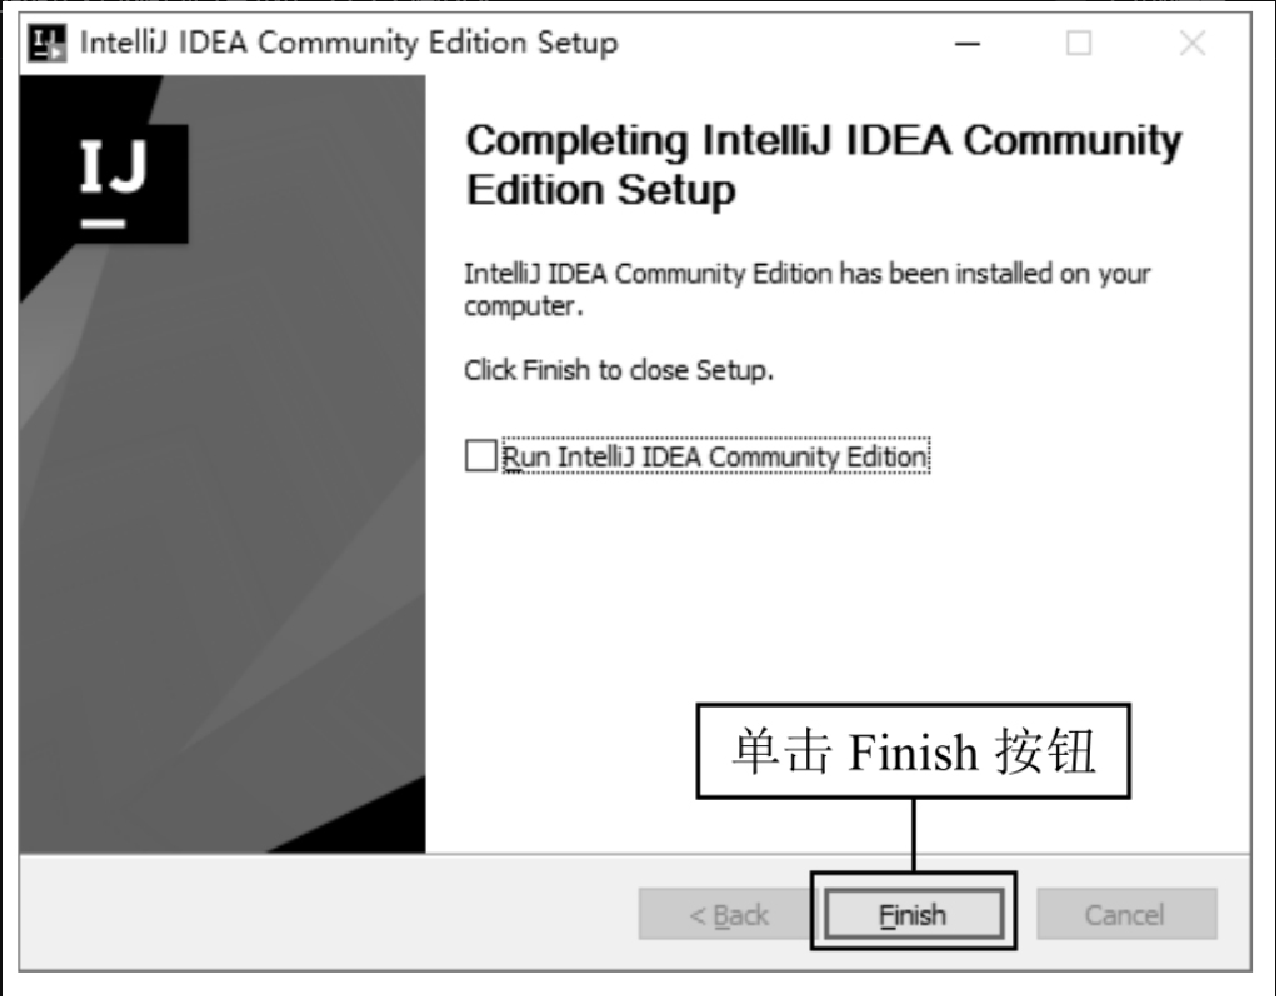 IntelliJ IDEA Community Edition Setup
IJ
Completing IntelliJ IDEA Community
Edition Setup
IntelliJ IDEA Community Edition has been installed on your
computer.
Click Finish to close Setup.
Run IntelliJ IDEA Community Edition
单击 Finish 按钮
< Back Finish Cancel